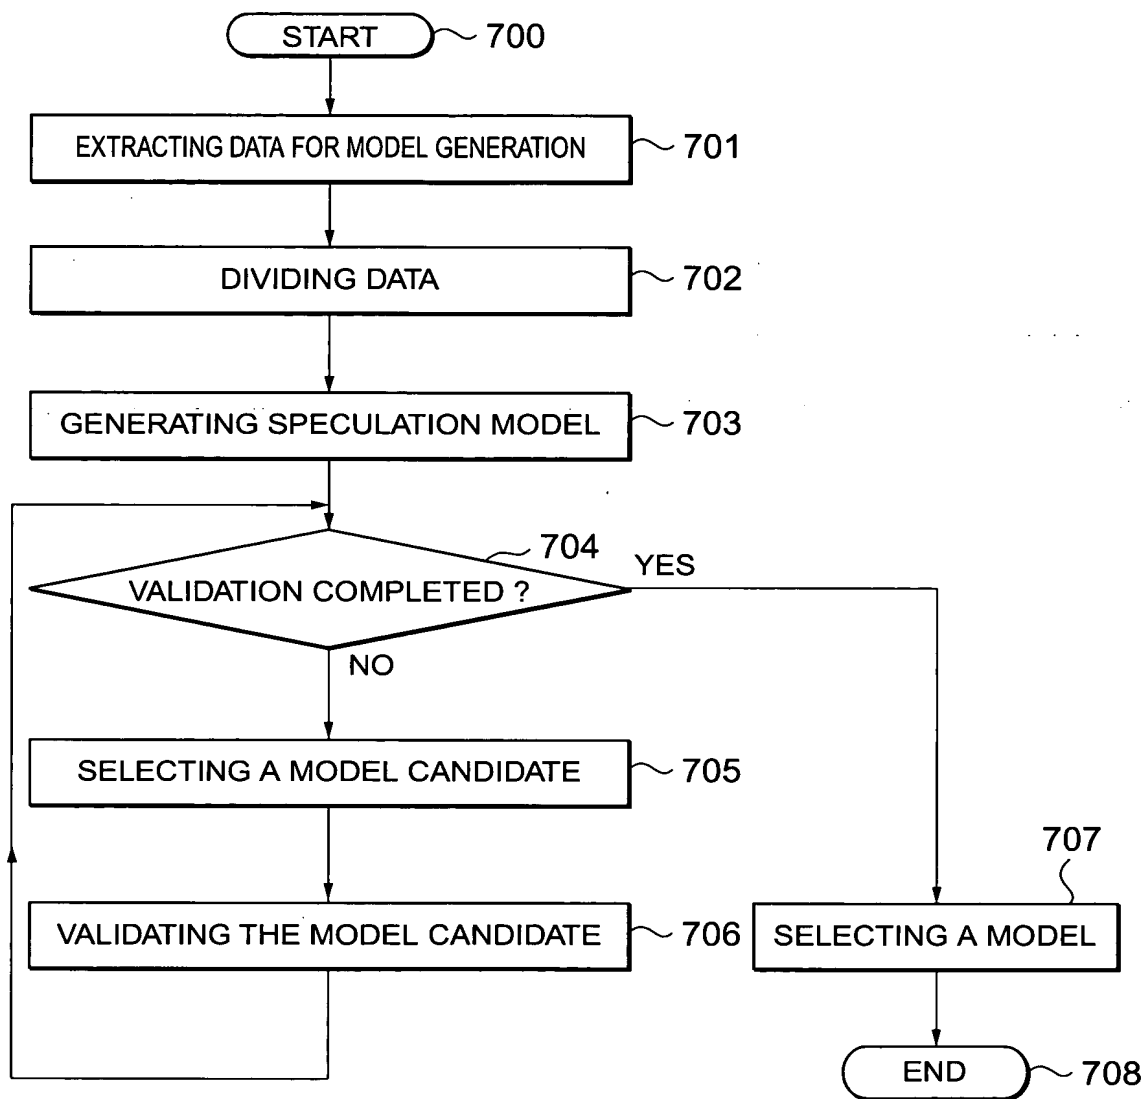 START
700
EXTRACTING DATA FOR MODEL GENERATION
701
DIVIDING DATA
702
GENERATING SPECULATION MODEL
703
704
VALIDATION COMPLETED ?
YES
NO
SELECTING A MODEL CANDIDATE
705
VALIDATING THE MODEL CANDIDATE
706
707
SELECTING A MODEL
END
708